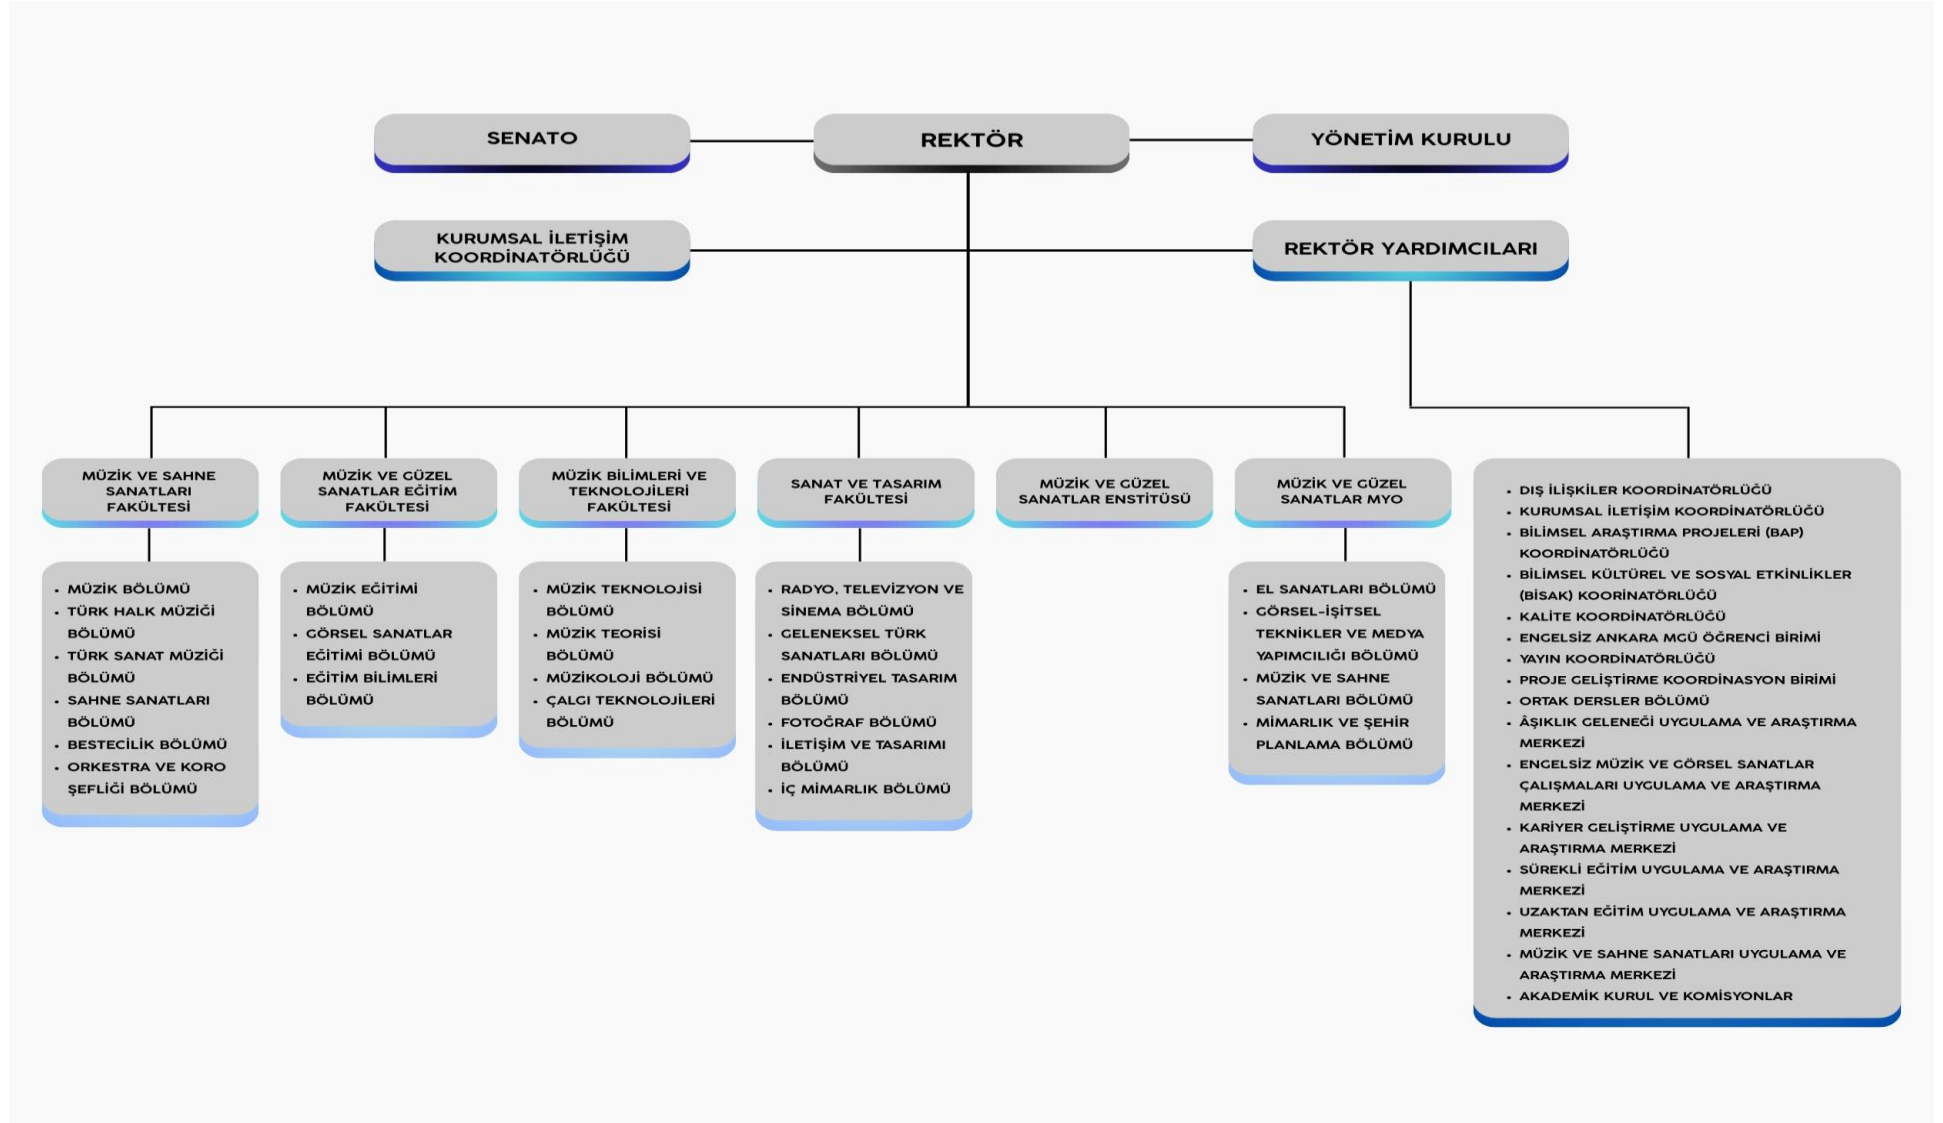 SENATO
REKTÖR
YÖNETİM KURULU
KURUMSAL İLETİŞİM
KOORDİNATÖRLÜĞÜ
REKTÖR YARDIMCILARI
MÜZİK VE SAHNE
SANATLARI
FAKÜLTESİ
MÜZİK VE GÜZEL
SANATLAR EĞİTİM
FAKÜLTESİ
MÜZİK BİLİMLERİ VE
TEKNOLOJİLERİ
FAKÜLTESİ
SANAT VE TASARIM
FAKÜLTESİ
MÜZİK VE GÜZEL
SANATLAR ENSTİTÜSÜ
MÜZİK VE GÜZEL
SANATLAR MYO
• MÜZİK BÖLÜMÜ
• TÜRK HALK MÜZİĞİ
BÖLÜMÜ
• TÜRK SANAT MÜZİĞİ
BÖLÜMÜ
• SAHNE SANATLARI
BÖLÜMÜ
• BESTECİLİK BÖLÜMÜ
• ORKESTRA VE KORO
ŞEFLİĞİ BÖLÜMÜ
• MÜZİK EĞİTİMİ
BÖLÜMÜ
• GÖRSEL SANATLAR
EĞİTİMİ BÖLÜMÜ
• EĞİTİM BİLİMLERİ
BÖLÜMÜ
• MÜZİK TEKNOLOJİSİ
BÖLÜMÜ
• MÜZİK TEORİSİ
BÖLÜMÜ
• MÜZİKOLOJİ BÖLÜMÜ
• ÇALGI TEKNOLOJİLERİ
BÖLÜMÜ
• RADYO, TELEVİZYON VE
SİNEMA BÖLÜMÜ
• GELENEKSEL TÜRK
SANATLARI BÖLÜMÜ
• ENDÜSTRİYEL TASARIM
BÖLÜMÜ
• FOTOĞRAF BÖLÜMÜ
• İLETİŞİM VE TASARIMI
BÖLÜMÜ
• İÇ MİMARLIK BÖLÜMÜ
• EL SANATLARI BÖLÜMÜ
• GÖRSEL-İŞİTSEL
TEKNİKLER VE MEDYA
YAPIMCILIĞI BÖLÜMÜ
• MÜZİK VE SAHNE
SANATLARI BÖLÜMÜ
• MİMARLIK VE ŞEHİR
PLANLAMA BÖLÜMÜ
• DIŞ İLİŞKİLER KOORDİNATÖRLÜĞÜ
• KURUMSAL İLETİŞİM KOORDİNATÖRLÜĞÜ
• BİLİMSEL ARAŞTIRMA PROJELERİ (BAP)
KOORDİNATÖRLÜĞÜ
• BİLİMSEL KÜLTÜREL VE SOSYAL ETKİNLİKLER
(BİSAK) KOORİNATÖRLÜĞÜ
• KALİTE KOORDİNATÖRLÜĞÜ
• ENGELSİZ ANKARA MGÜ ÖĞRENCİ BİRİMİ
• YAYIN KOORDİNATÖRLÜĞÜ
• PROJE GELİŞTİRME KOORDİNASYON BİRİMİ
• ORTAK DERSLER BÖLÜMÜ
• ÂŞIKLIK GELENEĞİ UYGULAMA VE ARAŞTIRMA
MERKEZİ
• ENGELSİZ MÜZİK VE GÖRSEL SANATLAR
ÇALIŞMALARI UYGULAMA VE ARAŞTIRMA
MERKEZİ
• KARİYER GELİŞTİRME UYGULAMA VE
ARAŞTIRMA MERKEZİ
• SÜREKLİ EĞİTİM UYGULAMA VE ARAŞTIRMA
MERKEZİ
• UZAKTAN EĞİTİM UYGULAMA VE ARAŞTIRMA
MERKEZİ
• MÜZİK VE SAHNE SANATLARI UYGULAMA VE
ARAŞTIRMA MERKEZİ
• AKADEMİK KURUL VE KOMİSYONLAR